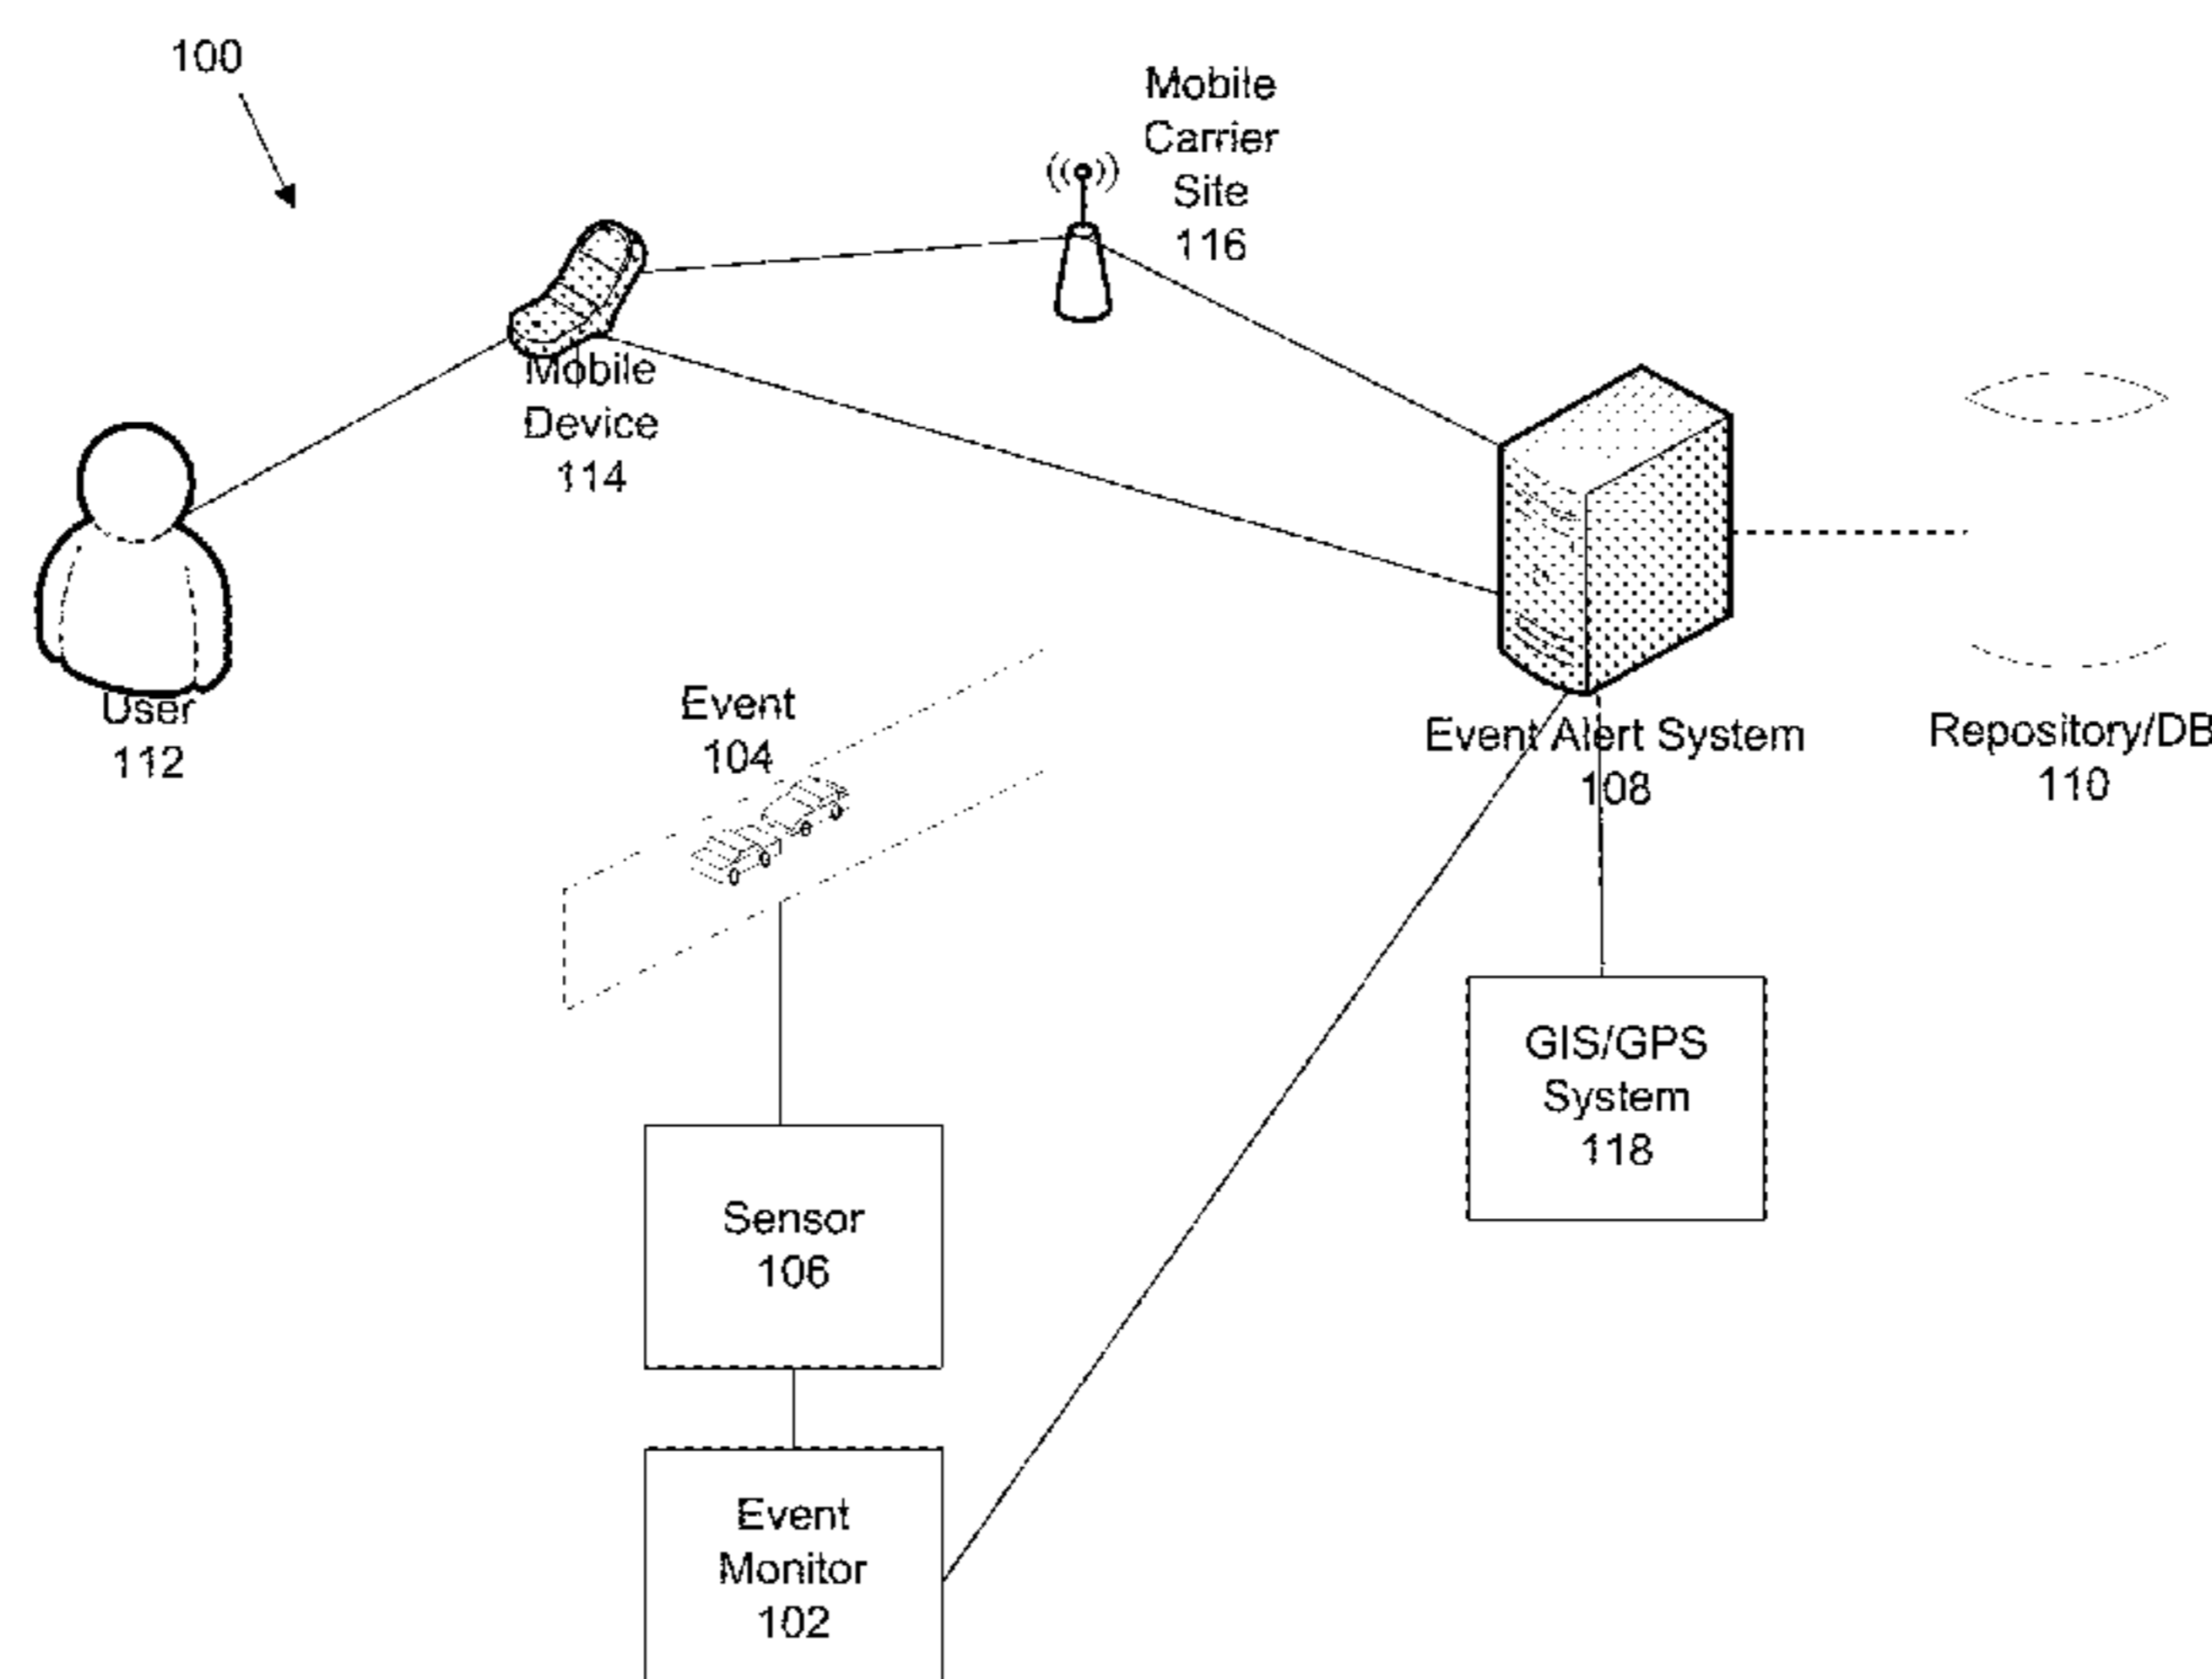 100
Mobile
Carrier
Site
116
Mobile
Device
114
User
112
Event
104
Event Alert System
108
Repository/DB
110
GIS/GPS
System
118
Sensor
106
Event
Monitor
102